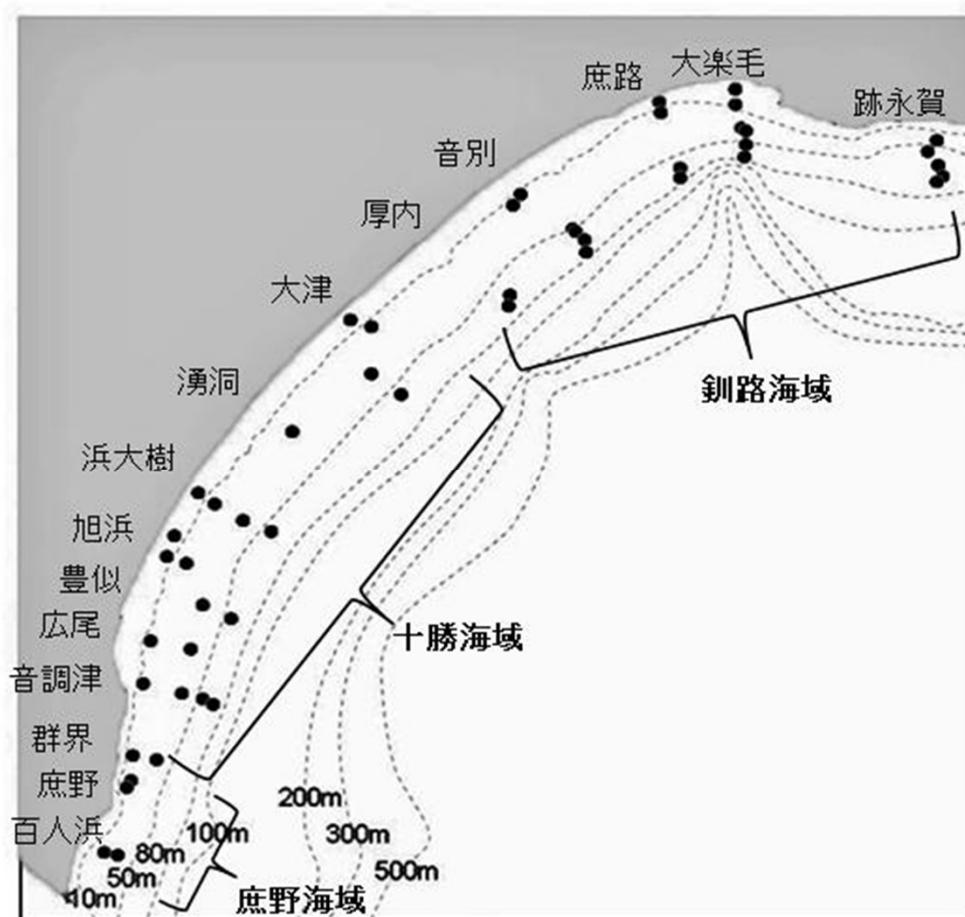 大楽毛
庶路
跡永賀
音別
厚内
大津
湧洞
釧路海域
浜大樹
旭浜
豊似
広尾
十勝海域
音調津
群界
庶野
200m
百人浜
100m
300m
80m
500m
50m
10m
庶野海域